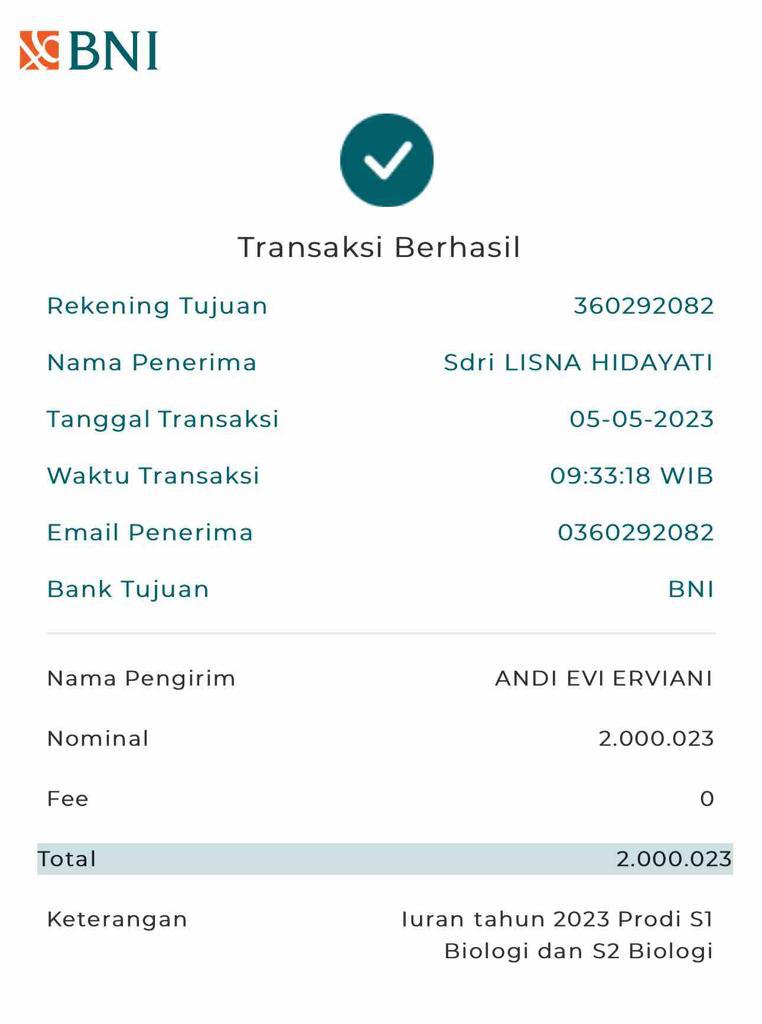 BNI
Transaksi Berhasil
Rekening Tujuan 360292082
Nama Penerima Sdri LISNA HIDAYATI
Tanggal Transaksi 05-05-2023
Waktu Transaksi 09:33:18 WIB
Email Penerima 0360292082
Bank Tujuan BNI
Nama Pengirim ANDI EVI ERVIANI
Nominal 2.000.023
Fee 0
Total 2.000.023
Keterangan Iuran tahun 2023 Prodi S1
Biologi dan S2 Biologi